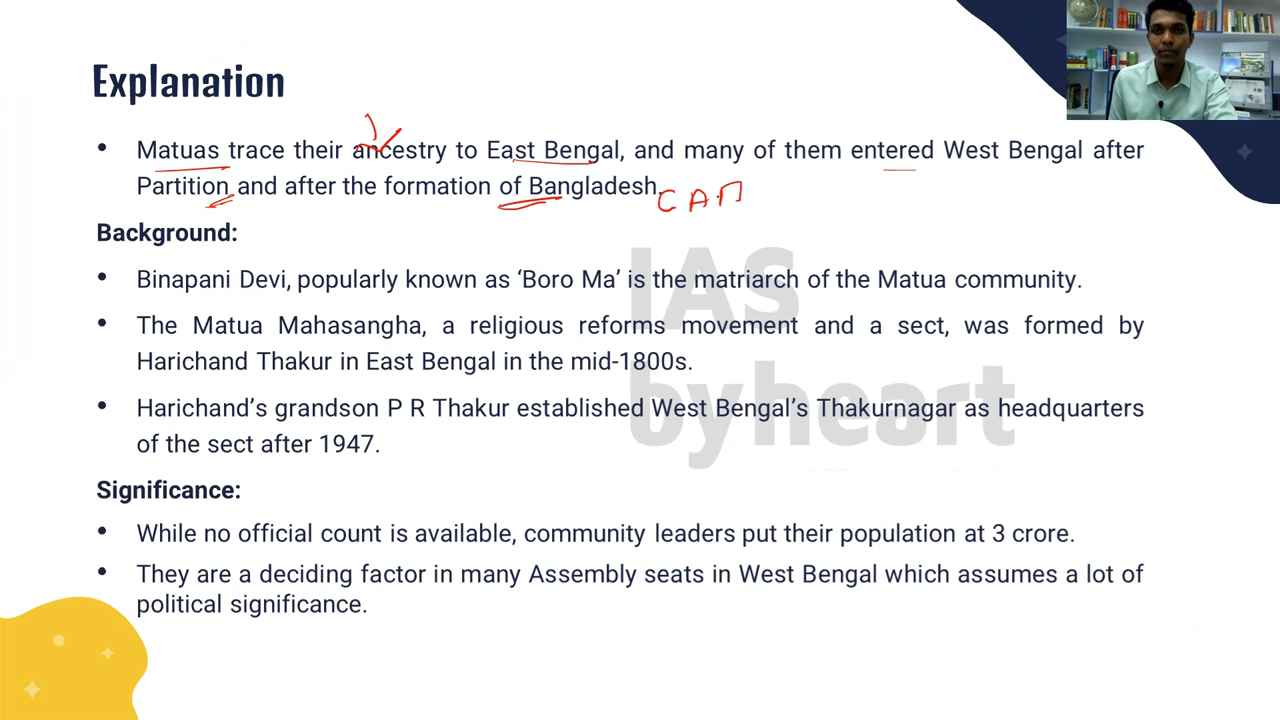 Explanation
• Matuas trace their ancestry to East Bengal, and many of them entered West Bengal after
Partition and after the formation of Bangladesh.
Background:
• Binapani Devi, popularly known as ‘Boro Ma’ is the matriarch of the Matua community.
• The Matua Mahasangha, a religious reforms movement and a sect, was formed by
Harichand Thakur in East Bengal in the mid-1800s.
• Harichand’s grandson P R Thakur established West Bengal’s Thakurnagar as headquarters
of the sect after 1947.
Significance:
• While no official count is available, community leaders put their population at 3 crore.
• They are a deciding factor in many Assembly seats in West Bengal which assumes a lot of
political significance.
IAS
byheart